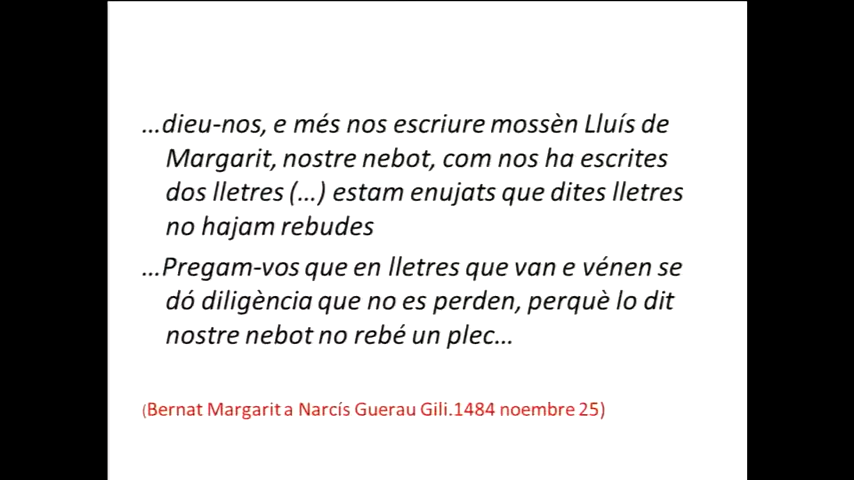 …dieu-nos, e més nos escriure mossèn Lluís de
Margarit, nostre nebot, com nos ha escrites
dos lletres (…) estam enujats que dites lletres
no hajam rebudes
…Pregam-vos que en lletres que van e vénen se
dó diligència que no es perden, perquè lo dit
nostre nebot no rebé un plec…
(Bernat Margarit a Narcís Guerau Gili.1484 noembre 25)